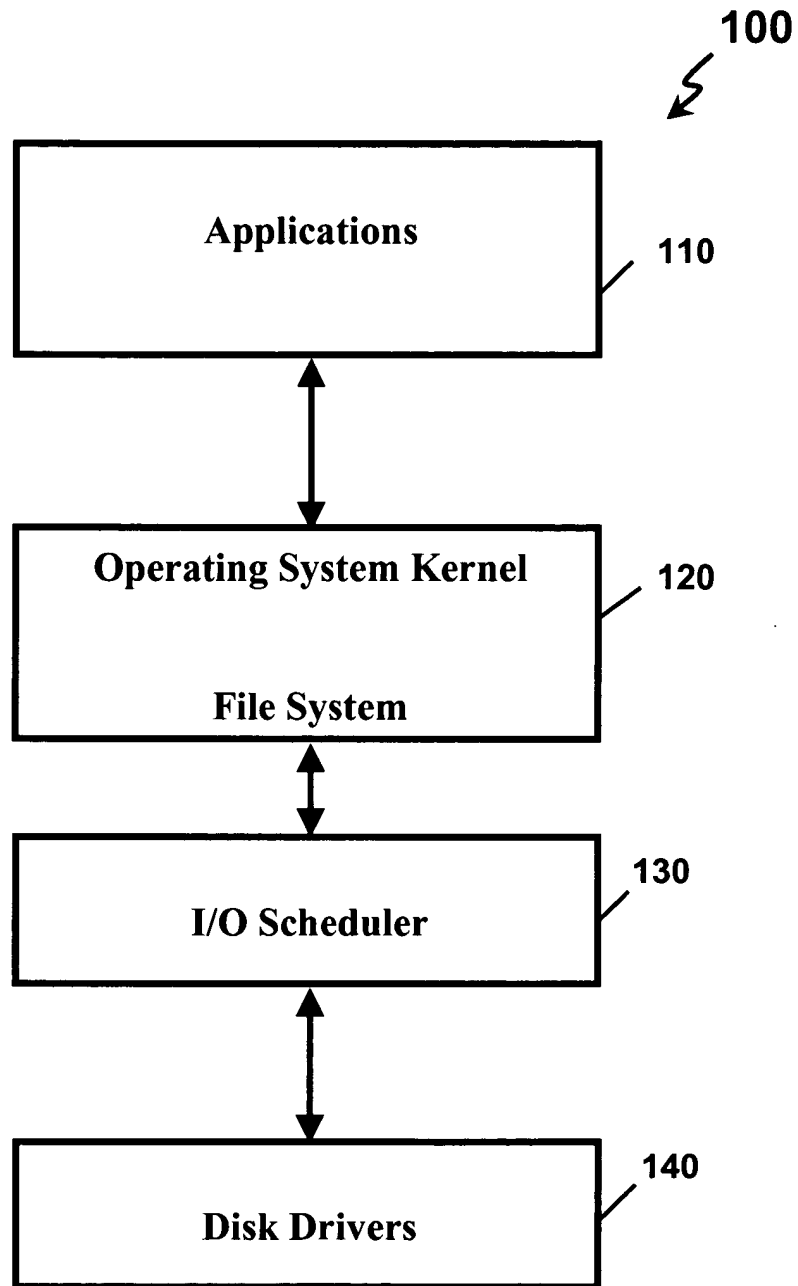 100
Applications
110
Operating System Kernel
120
File System
130
I/O Scheduler
140
Disk Drivers